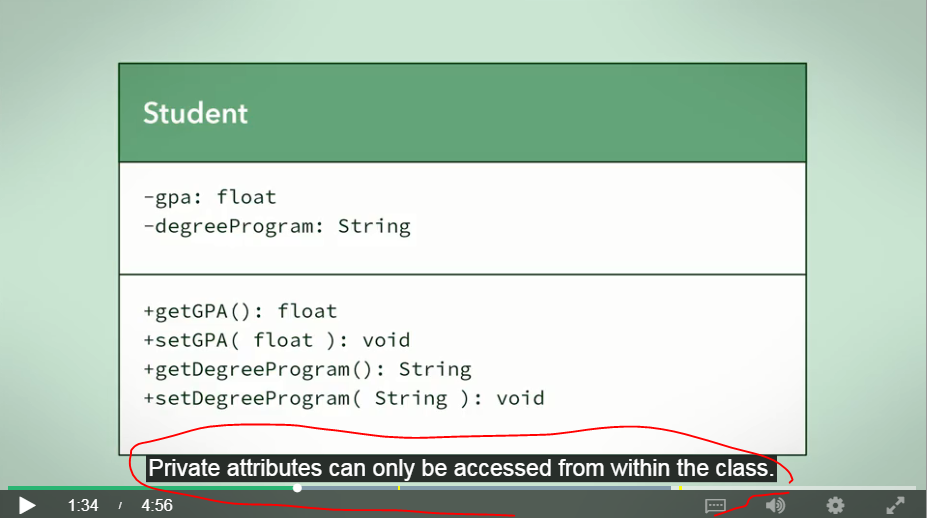 Student
-gpa: float
-degreeProgram: String
+getGPA(): float
+setGPA( float ): void
+getDegreeProgram(): String
+setDegreeProgram( String ): void
Private attributes can only be accessed from within the class.
1:34 / 4:56